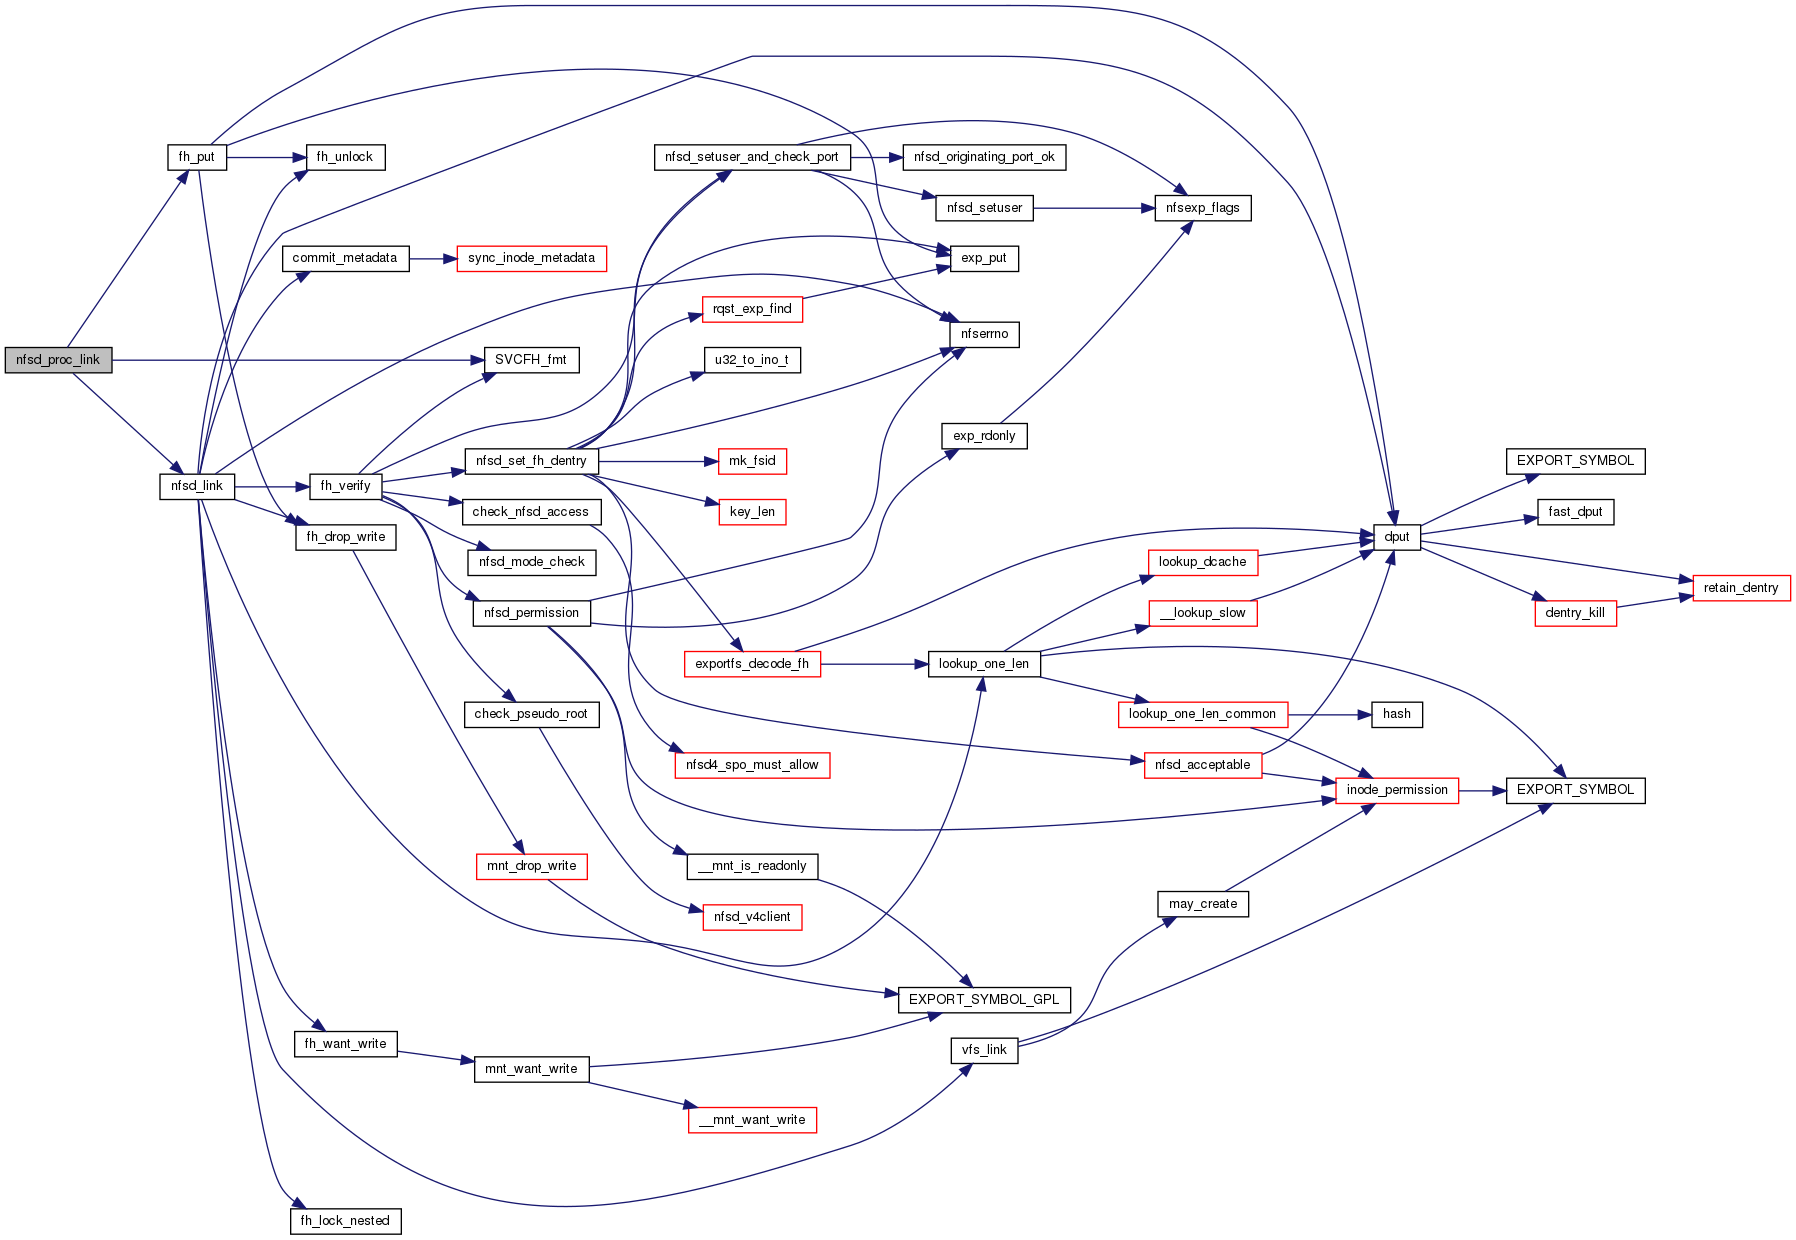 nfsd_proc_link
fh_put
nfsd_link
fh_unlock
commit_metadata
fh_verify
fh_drop_write
fh_want_write
fh_lock_nested
sync_inode_metadata
SVCFH_fmt
nfsd_set_fh_dentry
check_nfsd_access
nfsd_mode_check
nfsd_permission
check_pseudo_root
mnt_drop_write
mnt_want_write
nfsd_setuser_and_check_port
rqst_exp_find
u32_to_ino_t
mk_fsid
key_len
exportfs_decode_fh
nfsd4_spo_must_allow
__mnt_is_readonly
nfsd_v4client
__mnt_want_write
nfsd_originating_port_ok
nfsd_setuser
exp_put
nfserrno
exp_rdonly
lookup_one_len
EXPORT_SYMBOL_GPL
vfs_link
nfsexp_flags
lookup_dcache
__lookup_slow
lookup_one_len_common
nfsd_acceptable
may_create
dput
hash
inode_permission
EXPORT_SYMBOL
fast_dput
dentry_kill
EXPORT_SYMBOL
retain_dentry